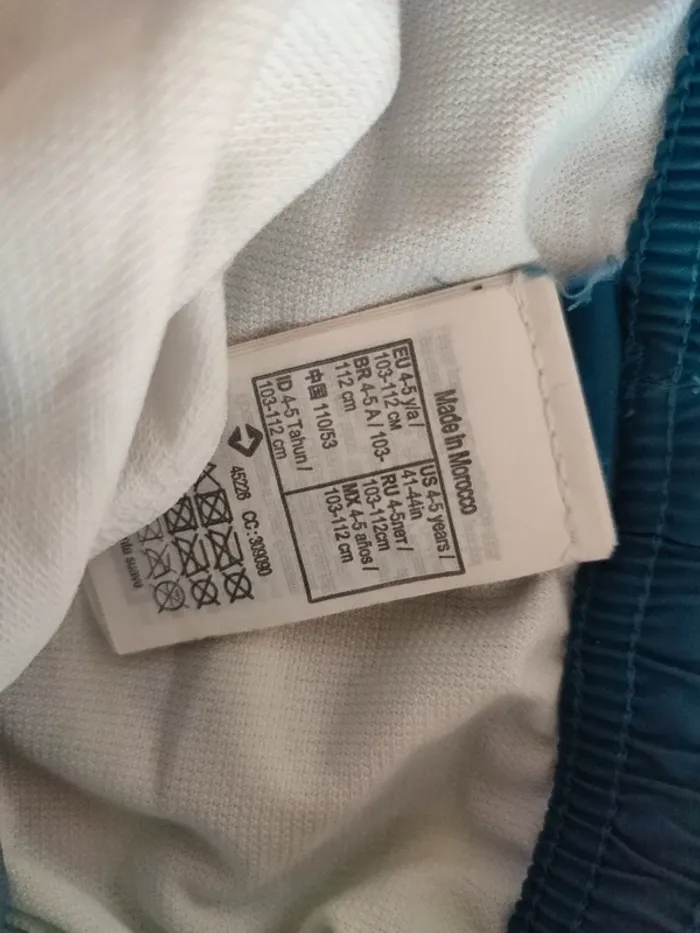 Made in Morocco
EU 4-5 y/a /
103-112 CM
BR 4-5 A / 103-
112 cm
中国 110/53
ID 4-5 Tahun /
103-112 cm
US 4-5 years /
41-44in
RU 4-5лет /
103-112cm
MX 4-5 años /
103-112 cm
45226 CC:309090
suave